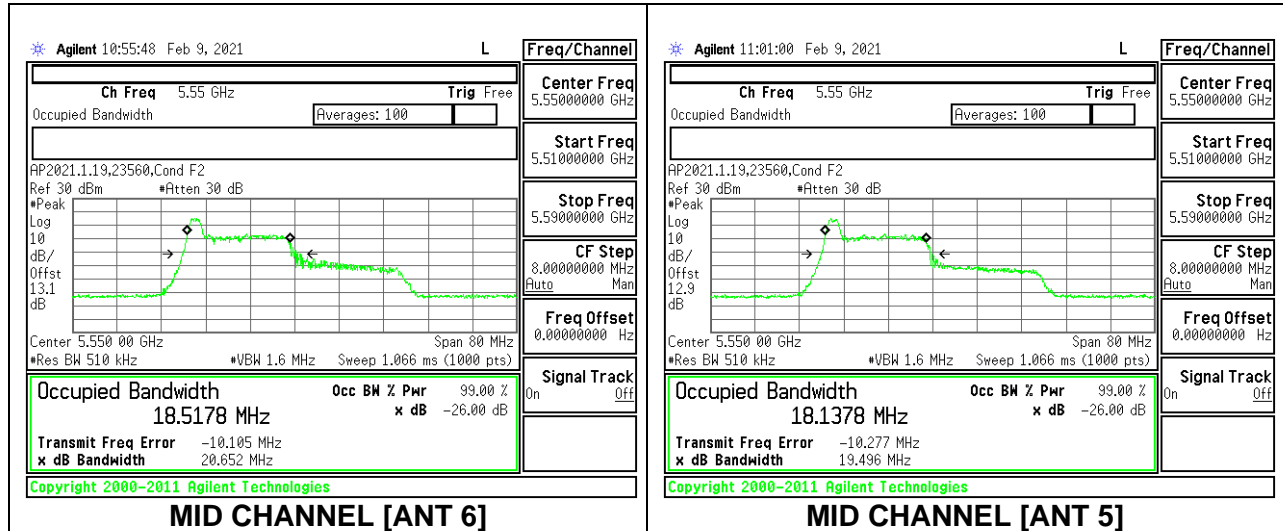 Agilent 10:55:48 Feb 9, 2021 L
Freq/Channel
Ch Freq 5.55 GHz Trig Free
Occupied Bandwidth Averages: 100
AP2021.1.19,23560,Cond F2
Ref 30 dBm #Atten 30 dB
#Peak
Log
10
dB/
Offst
13.1
dB
Center 5.550 00 GHz Span 80 MHz
#Res BW 510 kHz #VBW 1.6 MHz Sweep 1.066 ms (1000 pts)
Occupied Bandwidth Occ BW % Pwr 99.00 %
18.5178 MHz x dB -26.00 dB
Transmit Freq Error -10.105 MHz
x dB Bandwidth 20.652 MHz
Center Freq
5.55000000 GHz
Start Freq
5.51000000 GHz
Stop Freq
5.59000000 GHz
CF Step
8.00000000 MHz
Auto Man
Freq Offset
0.00000000 Hz
Signal Track
On Off
Copyright 2000-2011 Agilent Technologies
MID CHANNEL [ANT 6]
Agilent 11:01:00 Feb 9, 2021 L
Freq/Channel
Ch Freq 5.55 GHz Trig Free
Occupied Bandwidth Averages: 100
AP2021.1.19,23560,Cond F2
Ref 30 dBm #Atten 30 dB
#Peak
Log
10
dB/
Offst
12.9
dB
Center 5.550 00 GHz Span 80 MHz
#Res BW 510 kHz #VBW 1.6 MHz Sweep 1.066 ms (1000 pts)
Occupied Bandwidth Occ BW % Pwr 99.00 %
18.1378 MHz x dB -26.00 dB
Transmit Freq Error -10.277 MHz
x dB Bandwidth 19.496 MHz
Center Freq
5.55000000 GHz
Start Freq
5.51000000 GHz
Stop Freq
5.59000000 GHz
CF Step
8.00000000 MHz
Auto Man
Freq Offset
0.00000000 Hz
Signal Track
On Off
Copyright 2000-2011 Agilent Technologies
MID CHANNEL [ANT 5]